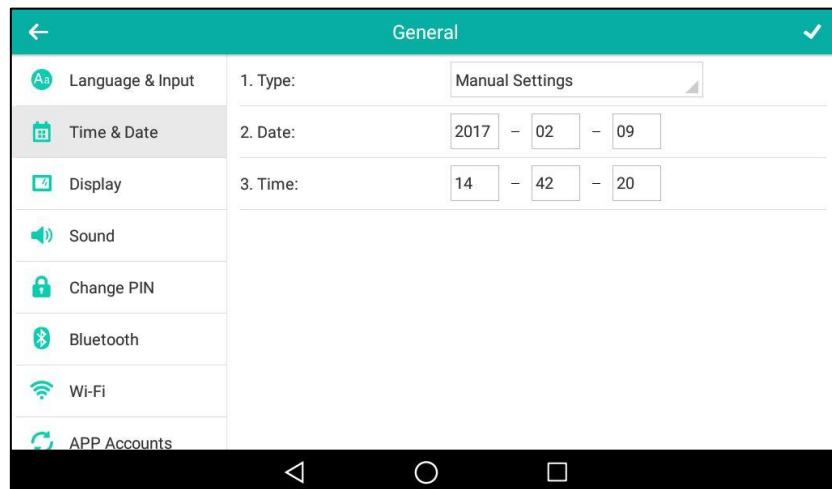 General
Aa Language & Input
1. Type: Manual Settings
Time & Date
2. Date: 2017 – 02 – 09
Display
3. Time: 14 – 42 – 20
Sound
Change PIN
Bluetooth
Wi-Fi
APP Accounts